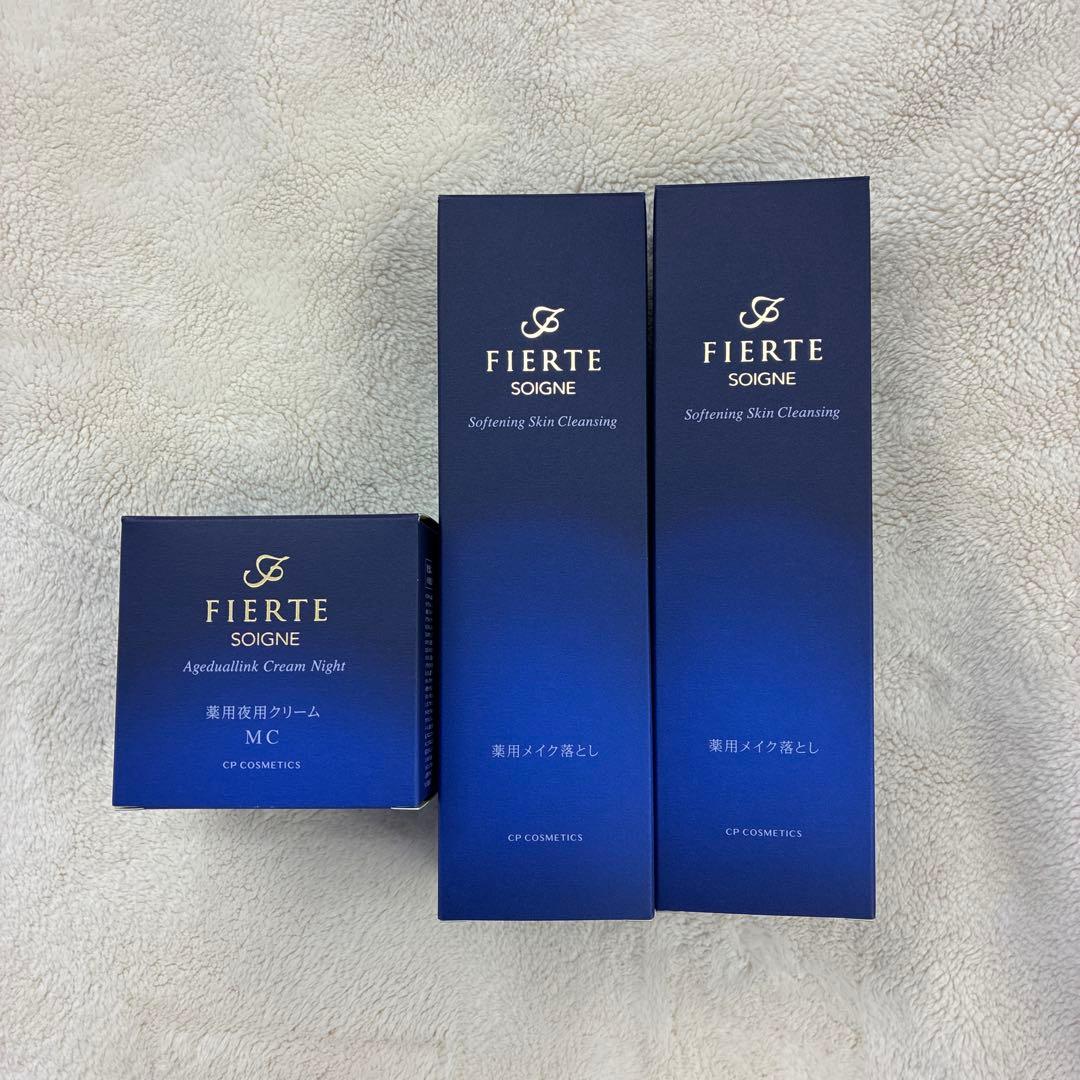 FIERTE
SOIGNE
Ageduallink Cream Night
薬用夜用クリーム
MC
CP COSMETICS
FIERTE
SOIGNE
Softening Skin Cleansing
薬用メイク落とし
CP COSMETICS
FIERTE
SOIGNE
Softening Skin Cleansing
薬用メイク落とし
CP COSMETICS